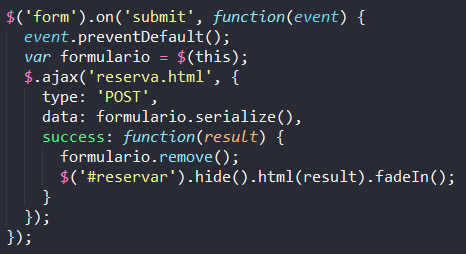 $('form').on('submit', function(event) {
  event.preventDefault();
  var formulario = $(this);
  $.ajax('reserva.html', {
    type: 'POST',
    data: formulario.serialize(),
    success: function(result) {
      formulario.remove();
      $('#reservar').hide().html(result).fadeIn();
    }
  });
});